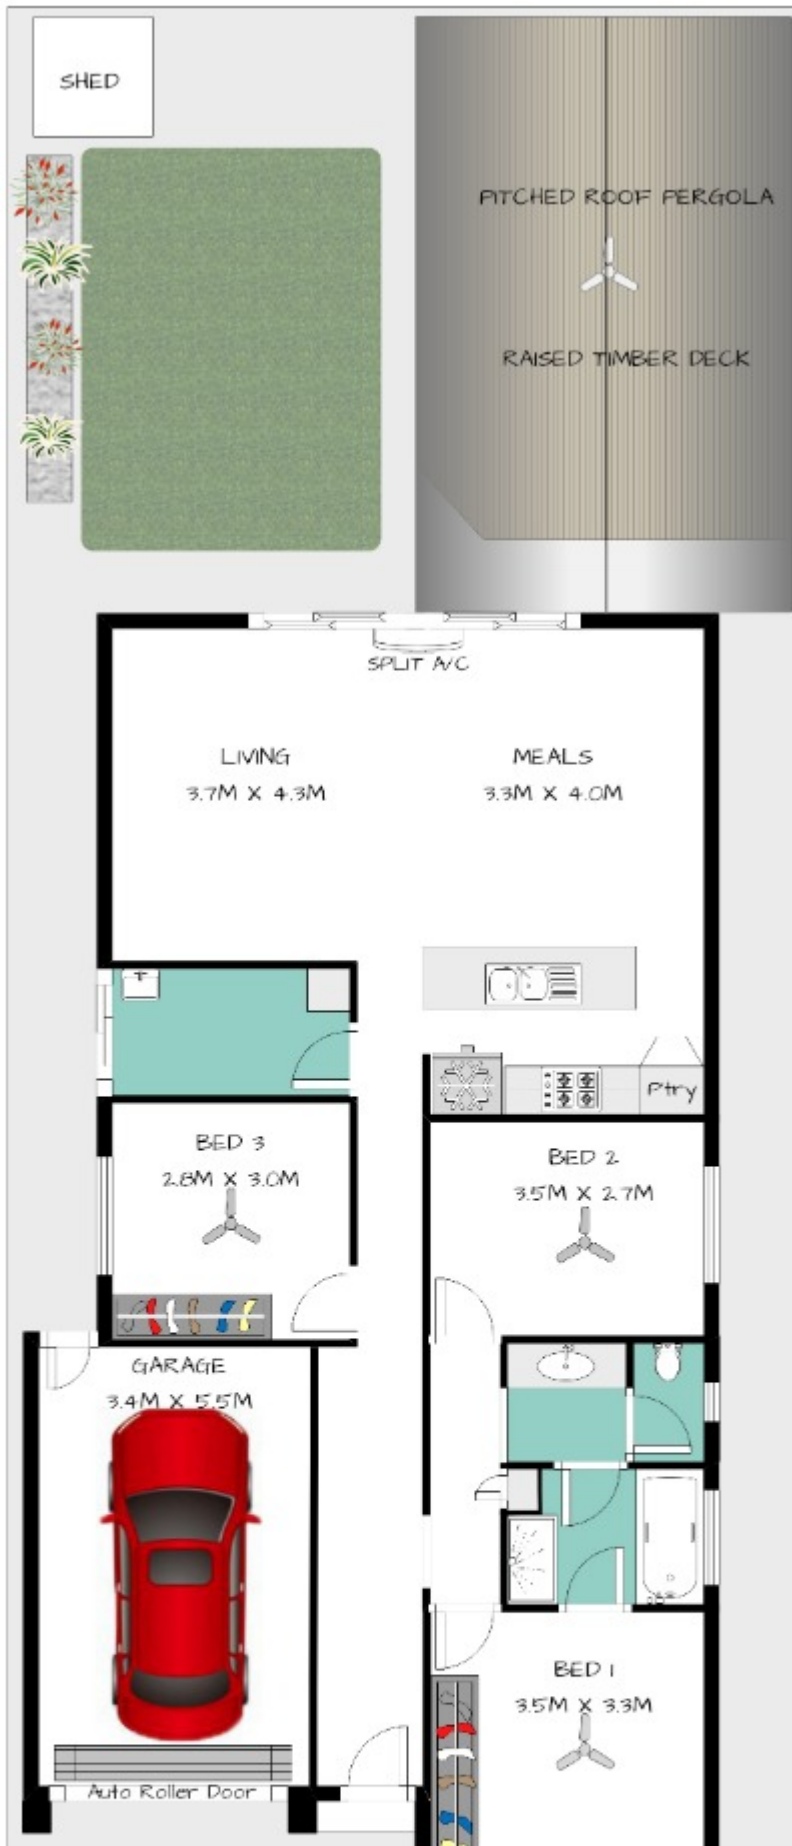 SHED
PITCHED ROOF PERGOLA
RAISED TIMBER DECK
SPLIT A/C
LIVING
3.7M X 4.3M
MEALS
3.3M X 4.0M
Ptry
BED 3
2.8M X 3.0M
BED 2
3.5M X 2.7M
GARAGE
3.4M X 5.5M
BED 1
3.5M X 3.3M
Auto Roller Door